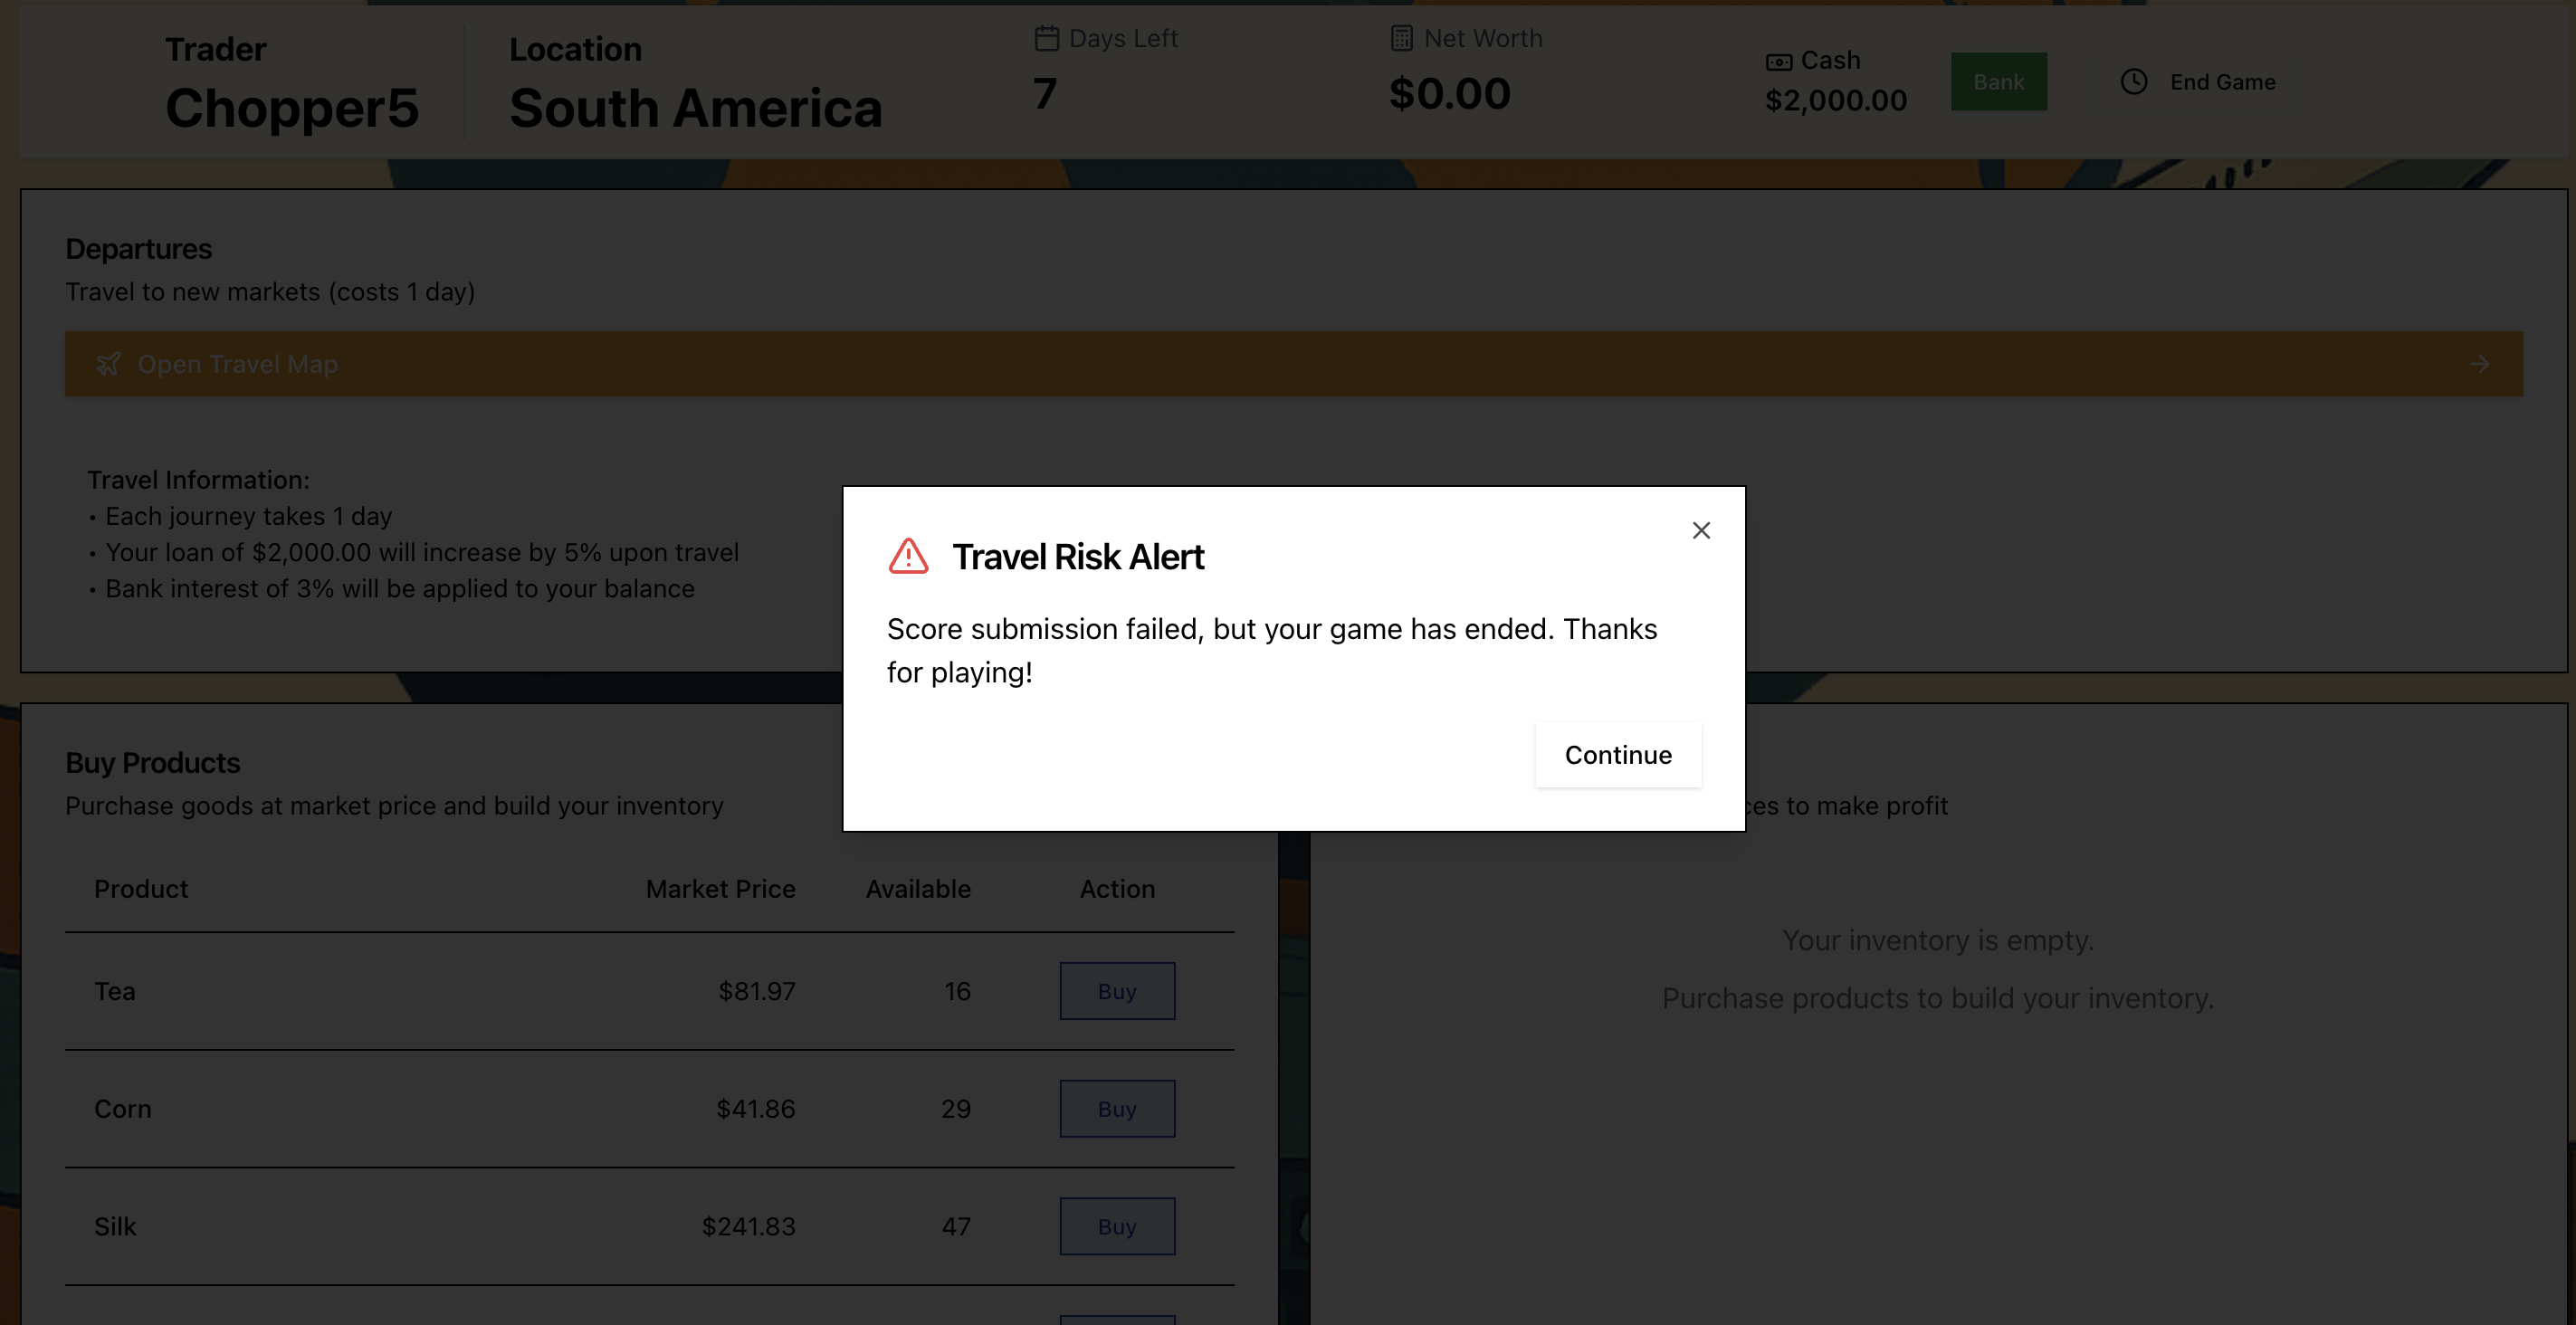 Trader
Chopper5
Location
South America
Days Left
7
Net Worth
$0.00
Cash
$2,000.00
Bank
End Game
Departures
Travel to new markets (costs 1 day)
Open Travel Map
Travel Information:
• Each journey takes 1 day
• Your loan of $2,000.00 will increase by 5% upon travel
• Bank interest of 3% will be applied to your balance
Travel Risk Alert
Score submission failed, but your game has ended. Thanks
for playing!
Continue
Buy Products
Purchase goods at market price and build your inventory
Product Market Price Available Action
Tea $81.97 16 Buy
Corn $41.86 29 Buy
Silk $241.83 47 Buy
to make profit
Your inventory is empty.
Purchase products to build your inventory.